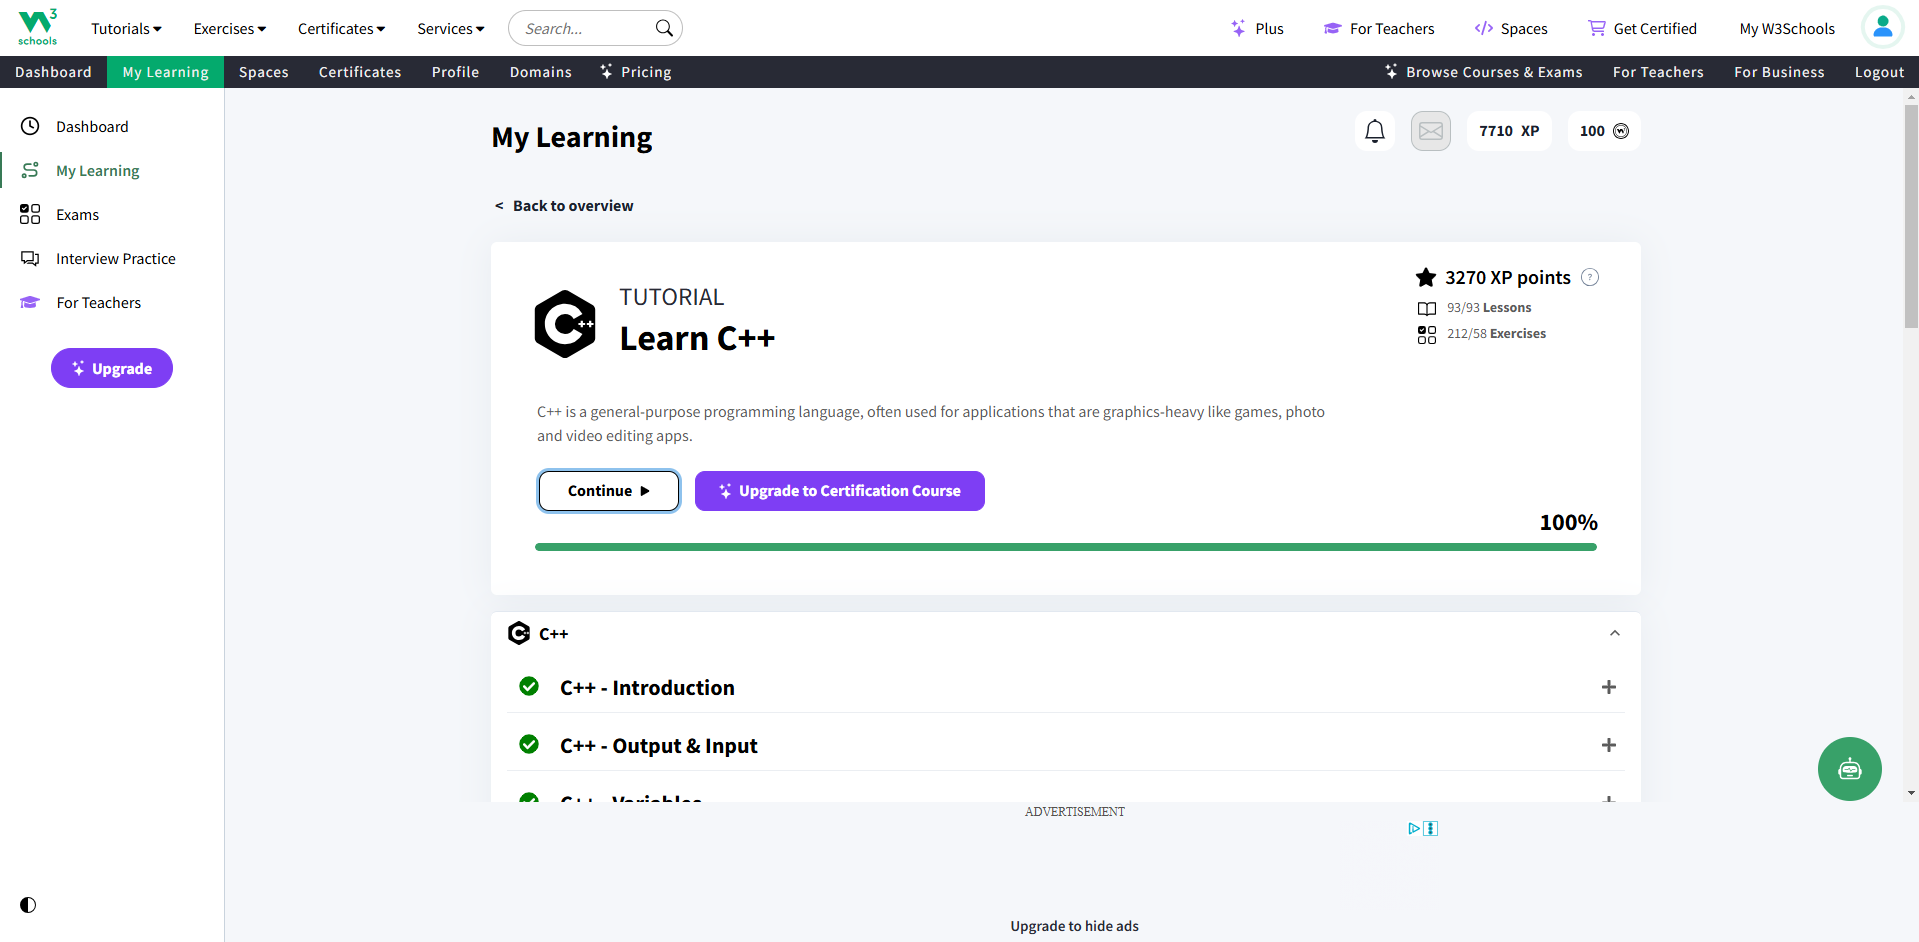 3
schools
Tutorials
Exercises
Certificates
Services
Search...
Plus
For Teachers
Spaces
Get Certified
My W3Schools
Dashboard
My Learning
Spaces
Certificates
Profile
Domains
Pricing
Browse Courses & Exams
For Teachers
For Business
Logout
Dashboard
My Learning
Exams
Interview Practice
For Teachers
Upgrade
My Learning
7710 XP
100
< Back to overview
TUTORIAL
Learn C++
3270 XP points ?
93/93 Lessons
212/58 Exercises
C++ is a general-purpose programming language, often used for applications that are graphics-heavy like games, photo
and video editing apps.
Continue
Upgrade to Certification Course
100%
C++
C++ - Introduction
C++ - Output & Input
C++ - Variables
ADVERTISEMENT
Upgrade to hide ads